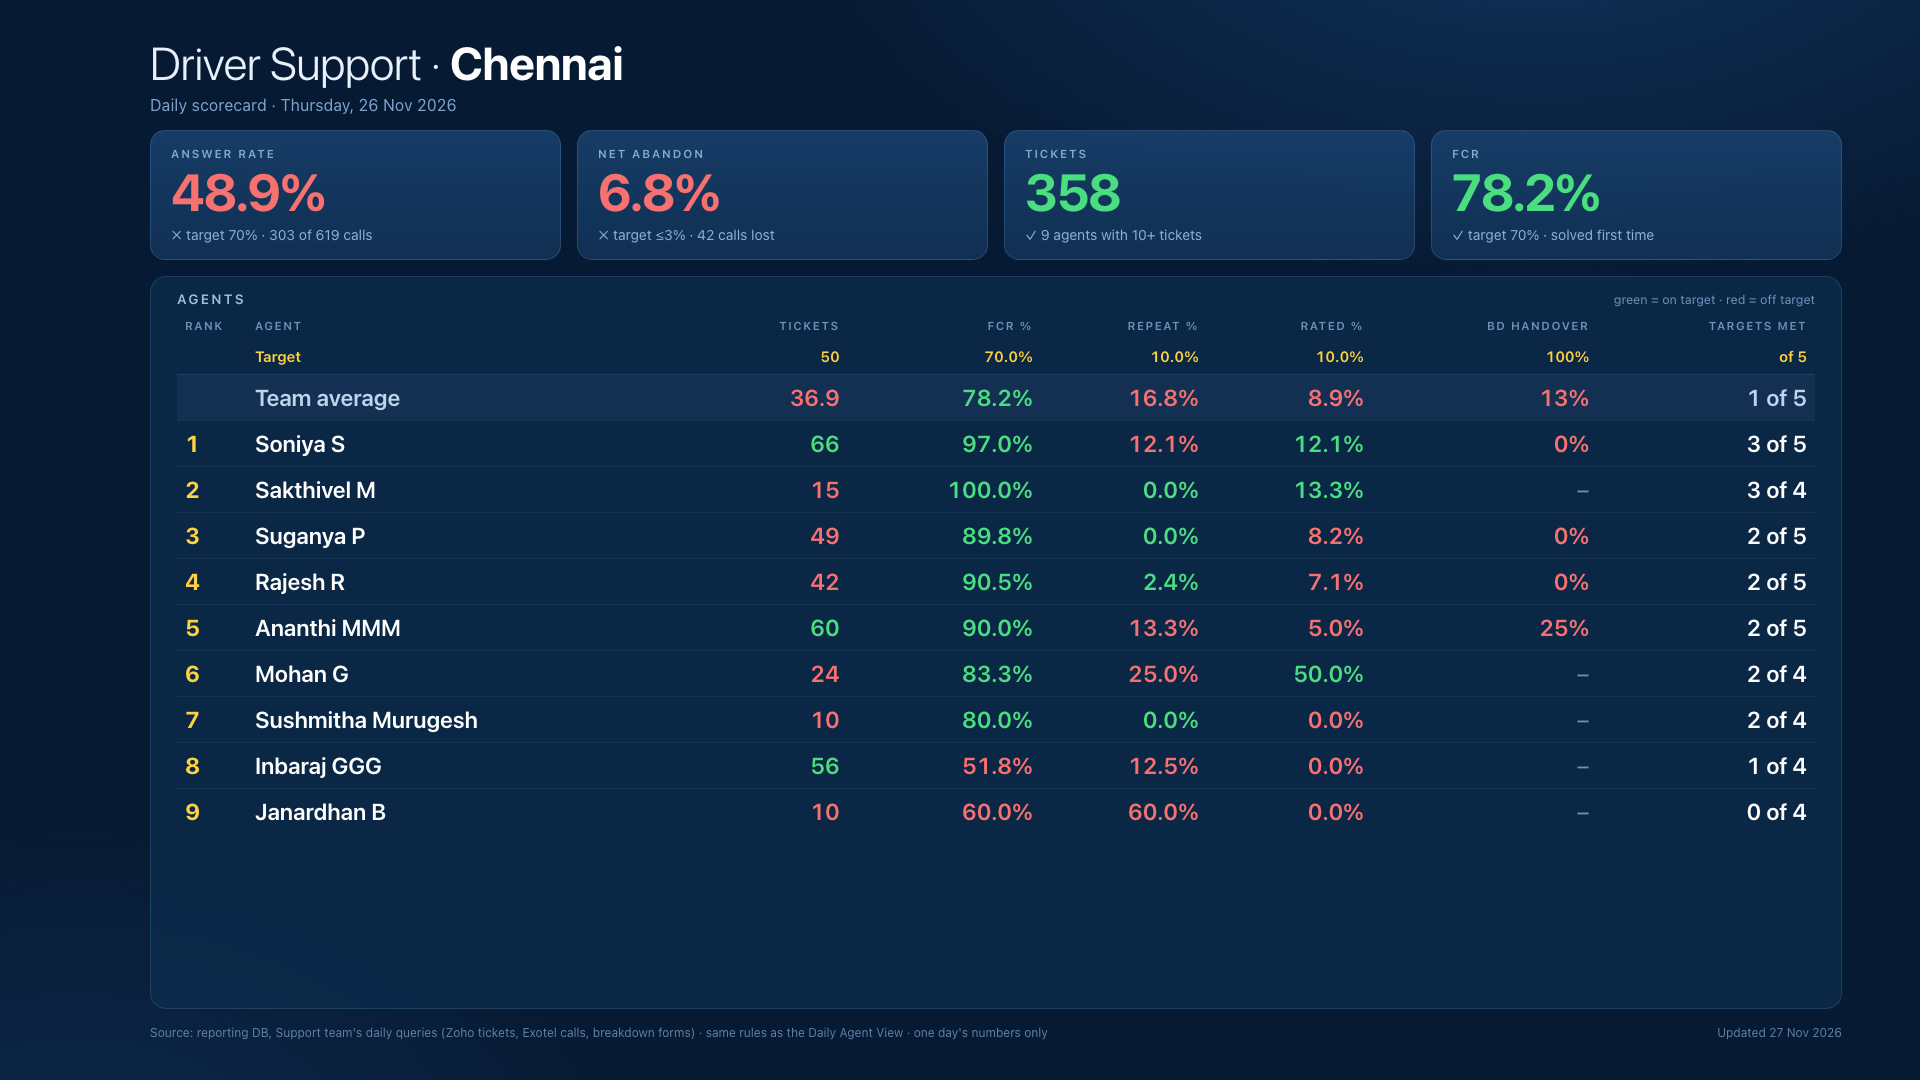 Driver Support · Chennai
Daily scorecard · Thursday, 26 Nov 2026
ANSWER RATE
48.9%
✕ target 70% · 303 of 619 calls
NET ABANDON
6.8%
✕ target ≤3% · 42 calls lost
TICKETS
358
✓ 9 agents with 10+ tickets
FCR
78.2%
✓ target 70% · solved first time
AGENTS green = on target · red = off target
RANK AGENT TICKETS FCR % REPEAT % RATED % BD HANDOVER TARGETS MET
Target 50 70.0% 10.0% 10.0% 100% of 5
Team average 36.9 78.2% 16.8% 8.9% 13% 1 of 5
1 Soniya S 66 97.0% 12.1% 12.1% 0% 3 of 5
2 Sakthivel M 15 100.0% 0.0% 13.3% – 3 of 4
3 Suganya P 49 89.8% 0.0% 8.2% 0% 2 of 5
4 Rajesh R 42 90.5% 2.4% 7.1% 0% 2 of 5
5 Ananthi MMM 60 90.0% 13.3% 5.0% 25% 2 of 5
6 Mohan G 24 83.3% 25.0% 50.0% – 2 of 4
7 Sushmitha Murugesh 10 80.0% 0.0% 0.0% – 2 of 4
8 Inbaraj GGG 56 51.8% 12.5% 0.0% – 1 of 4
9 Janardhan B 10 60.0% 60.0% 0.0% – 0 of 4
Source: reporting DB, Support team's daily queries (Zoho tickets, Exotel calls, breakdown forms) · same rules as the Daily Agent View · one day's numbers only
Updated 27 Nov 2026